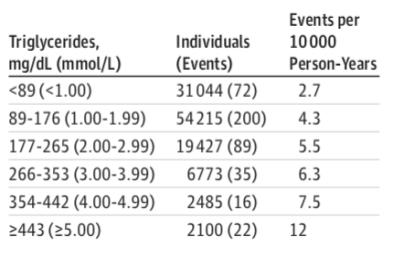 Triglycerides, mg/dL (mmol/L) Individuals (Events) Events per 10 000 Person-Years
<89 (<1.00) 31 044 (72) 2.7
89-176 (1.00-1.99) 54 215 (200) 4.3
177-265 (2.00-2.99) 19 427 (89) 5.5
266-353 (3.00-3.99) 6773 (35) 6.3
354-442 (4.00-4.99) 2485 (16) 7.5
≥443 (≥5.00) 2100 (22) 12